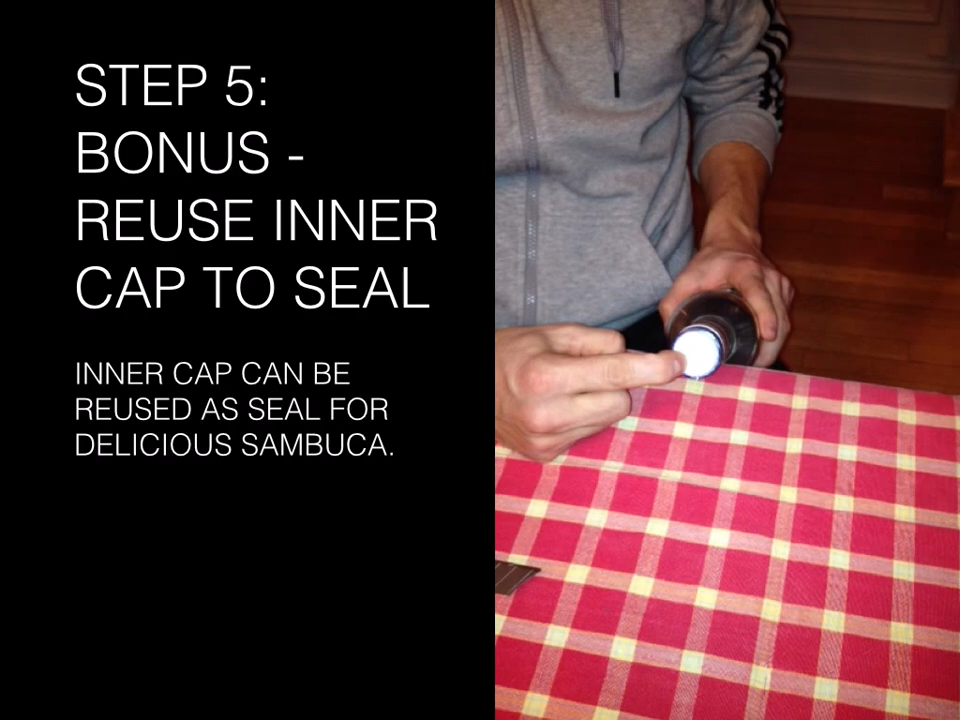 STEP 5:
BONUS -
REUSE INNER
CAP TO SEAL
INNER CAP CAN BE
REUSED AS SEAL FOR
DELICIOUS SAMBUCA.